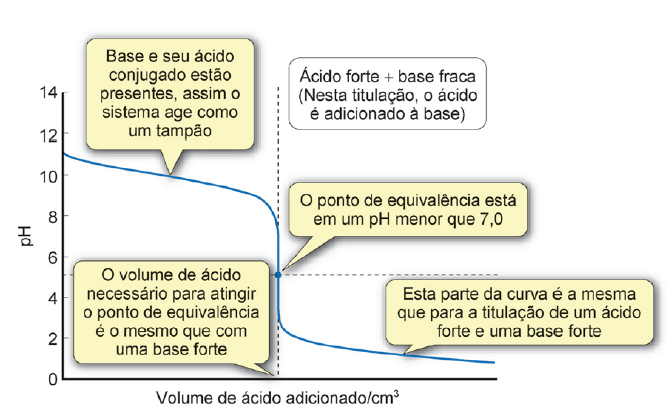 Base e seu ácido
conjugado estão
presentes, assim o
sistema age como
um tampão
Ácido forte + base fraca
(Nesta titulação, o ácido
é adicionado à base)
14
12
10
8
6
4
2
0
pH
O ponto de equivalência está
em um pH menor que 7,0
O volume de ácido
necessário para atingir
o ponto de equivalência
é o mesmo que com
uma base forte
Esta parte da curva é a mesma
que para a titulação de um ácido
forte e uma base forte
Volume de ácido adicionado/cm³